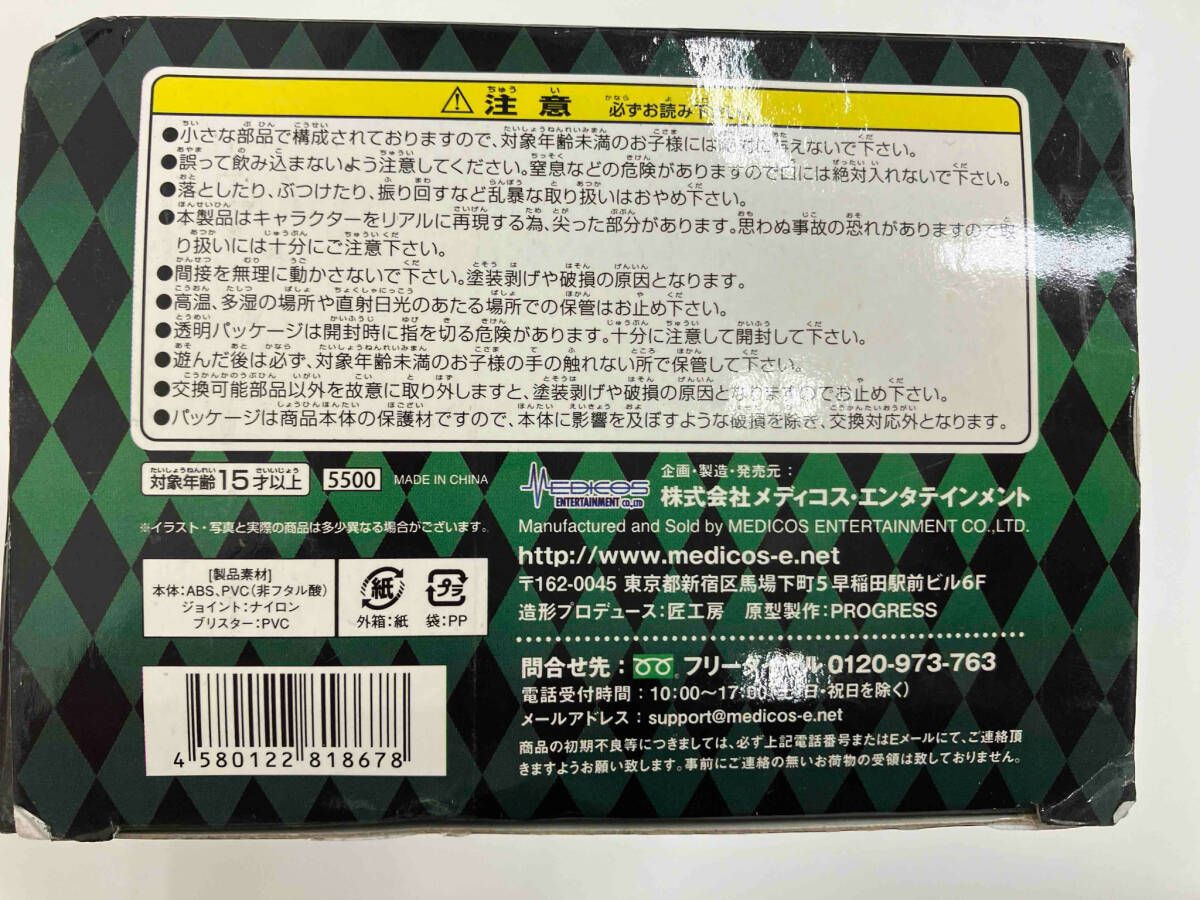 ⚠ 注意 必ずお読み下
●小さな部品で構成されておりますので、対象年齢未満のお子様には 与えないで下さい。
●誤って飲み込まないよう注意してください。窒息などの危険がありますので口には絶対入れないで下さい。
●落としたり、ぶつけたり、振り回すなど乱暴な取り扱いはおやめ下さい。
●本製品はキャラクターをリアルに再現する為、尖った部分があります。思わぬ事故の恐れがありますので取
り扱いには十分にご注意下さい。
●間接を無理に動かさないで下さい。塗装剥げや破損の原因となります。
●高温、多湿の場所や直射日光のあたる場所での保管はお止め下さい。
●透明パッケージは開封時に指を切る危険があります。十分に注意して開封して下さい。
●遊んだ後は必ず、対象年齢未満のお子様の手の触れない所で保管して下さい。
●交換可能部品以外を故意に取り外しますと、塗装剥げや破損の原因となりますのでお止め下さい。
●パッケージは商品本体の保護材ですので、本体に影響を及ぼすような破損を除き、交換対応外となります。
対象年齢15才以上 5500 MADE IN CHINA
※イラスト・写真と実際の商品は多少異なる場合がございます。
[製品素材]
本体:ABS、PVC(非フタル酸)
ジョイント:ナイロン
ブリスター:PVC
紙 プラ
外箱:紙 袋:PP
4 580122 818678
MEDICOS
ENTERTAINMENT CO.,LTD
企画・製造・発売元:
株式会社メディコス・エンタテインメント
Manufactured and Sold by MEDICOS ENTERTAINMENT CO.,LTD.
http://www.medicos-e.net
〒162-0045 東京都新宿区馬場下町5 早稲田駅前ビル6F
造形プロデュース:匠工房 原型製作:PROGRESS
問合せ先: フリーダイヤル 0120-973-763
電話受付時間:10:00〜17:00(土・日・祝日を除く)
メールアドレス:support@medicos-e.net
商品の初期不良等につきましては、必ず上記電話番号またはEメールにて、ご連絡頂
きますようお願い致します。事前にご連絡の無いお荷物の受領は致しておりません。